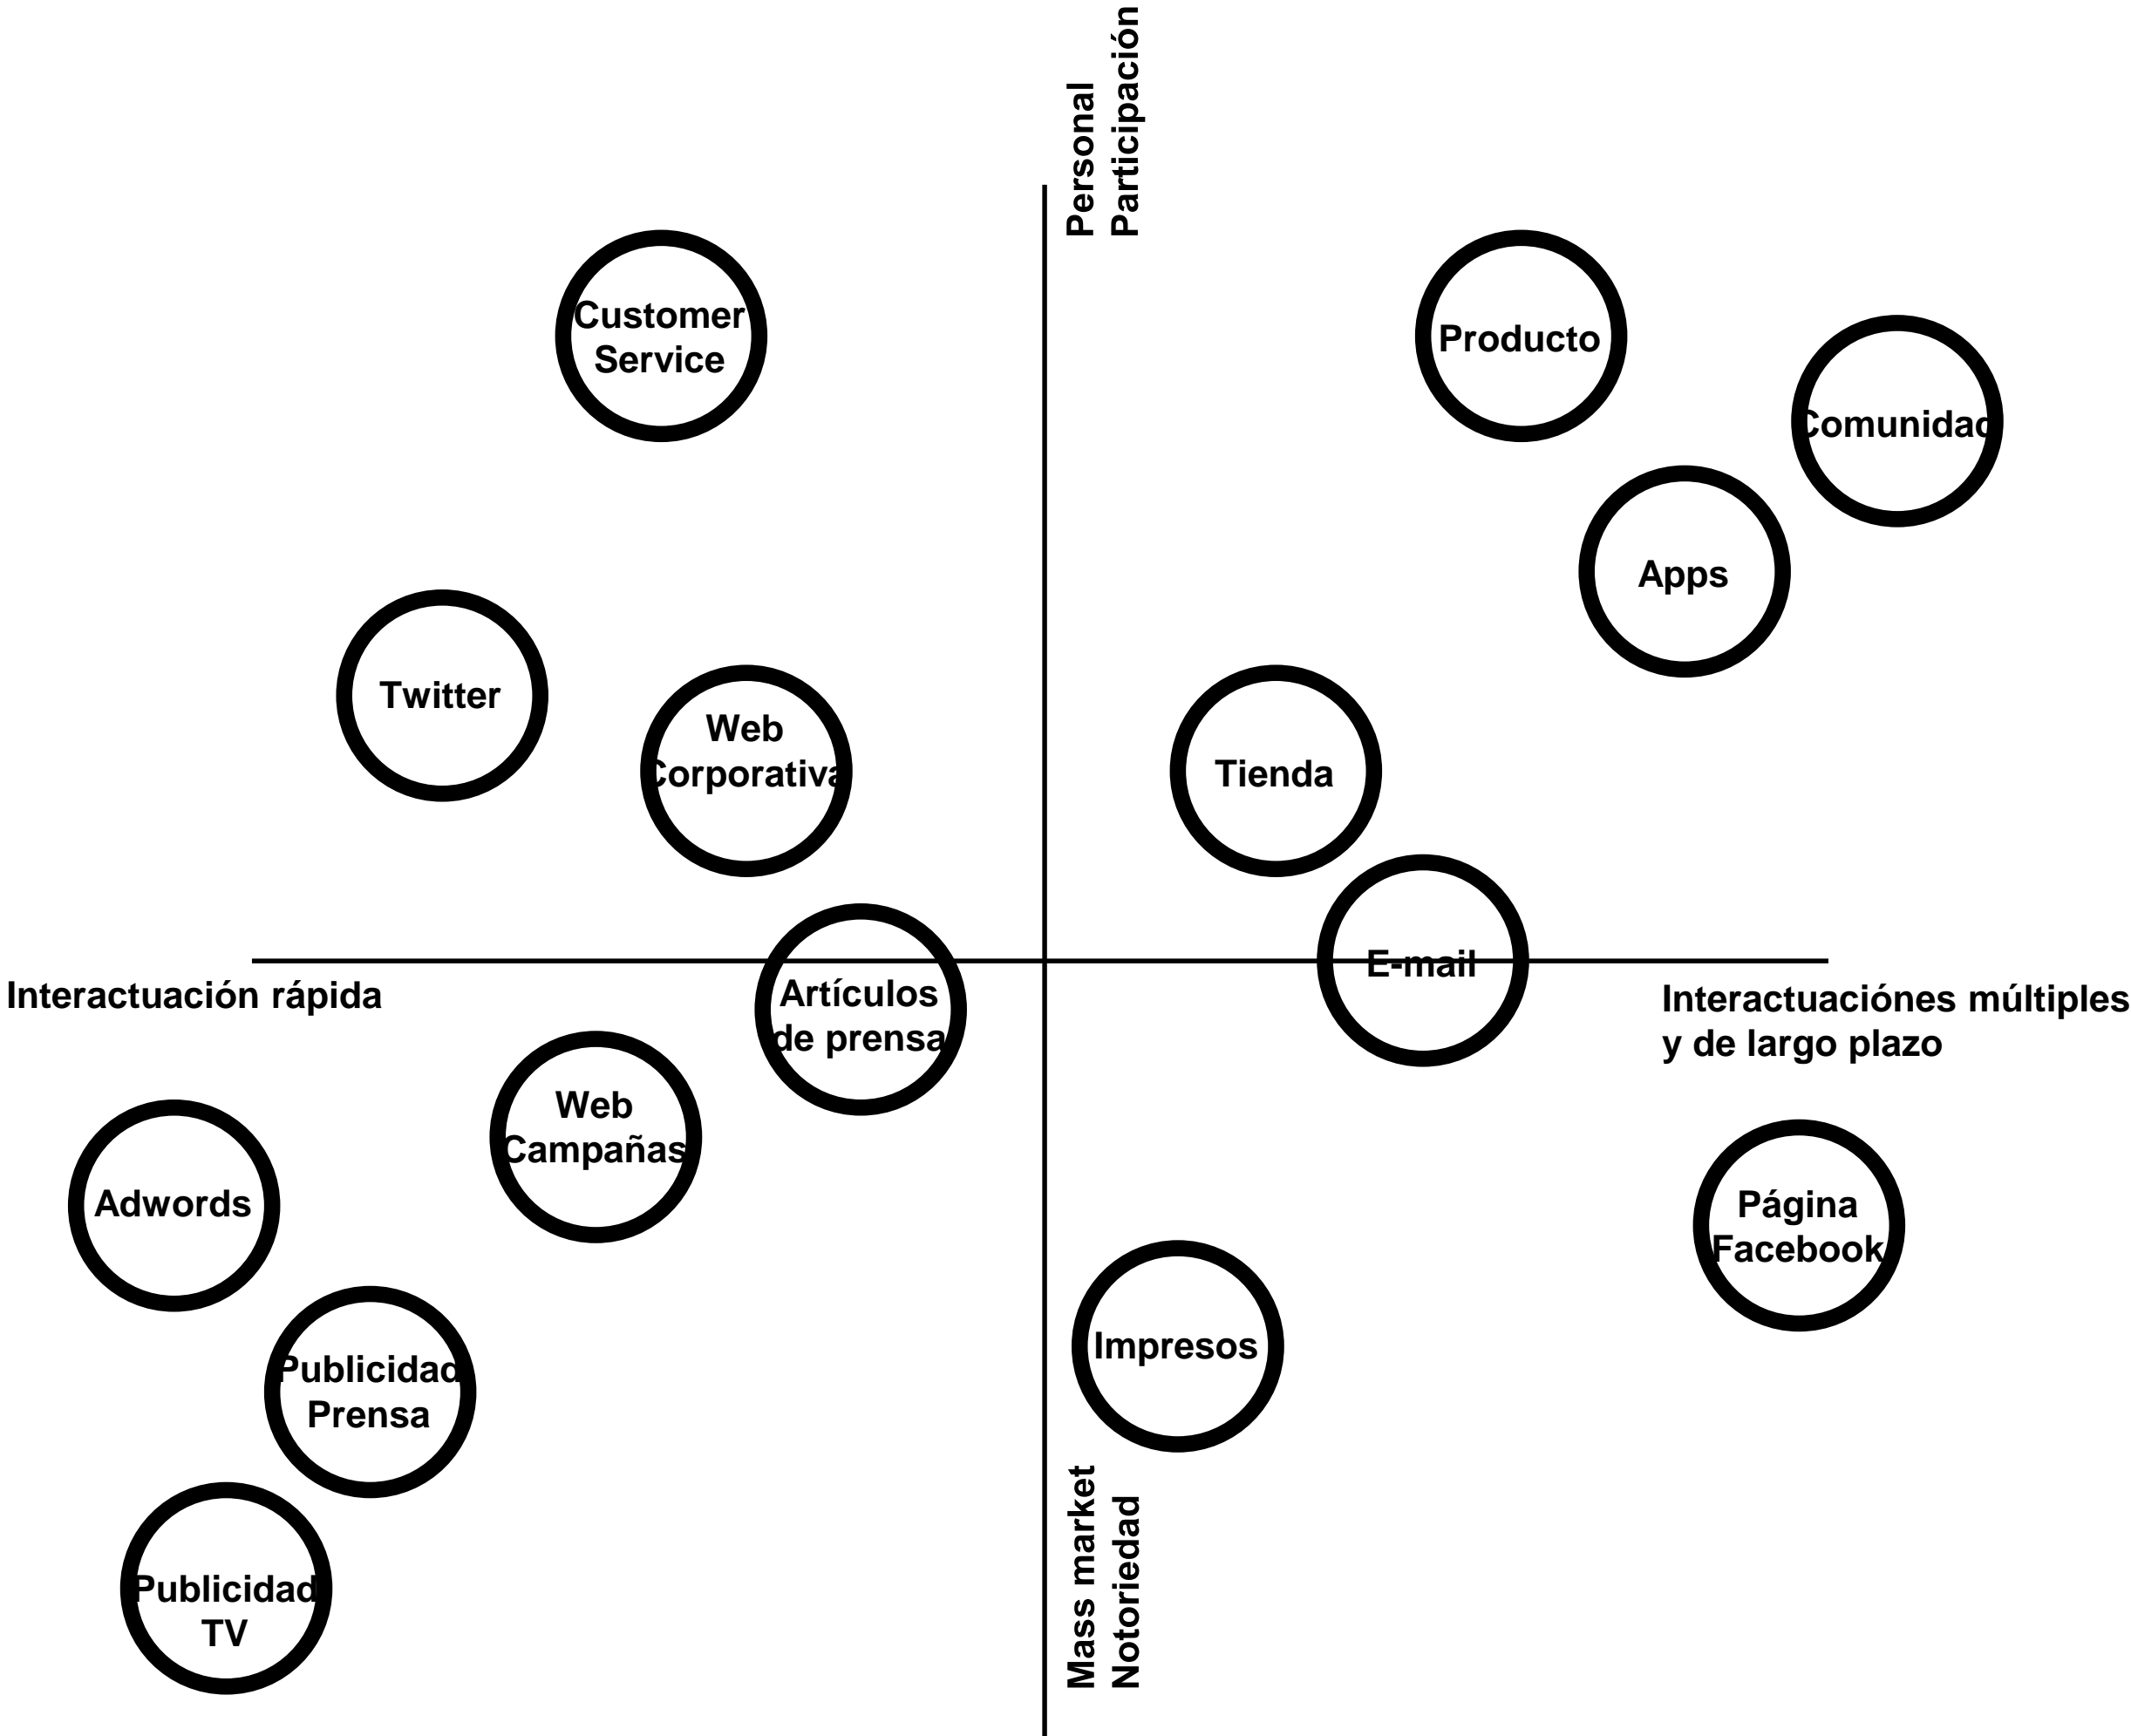 Personal
Participación
Customer
Service
Producto
Comunidad
Apps
Twitter
Web
Corporativa
Tienda
E-mail
Interactuación rápida
Artículos
de prensa
Interactuaciónes múltiples
y de largo plazo
Web
Campañas
Adwords
Página
Facebook
Impresos
Publicidad
Prensa
Mass market
Notoriedad
Publicidad
TV